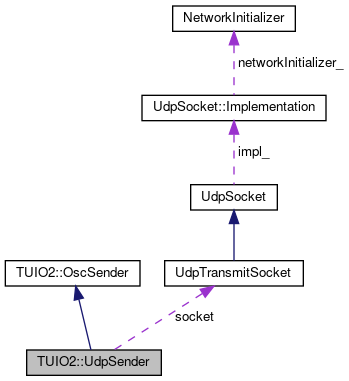 NetworkInitializer
networkInitializer_
UdpSocket::Implementation
impl_
UdpSocket
TUIO2::OscSender
UdpTransmitSocket
socket
TUIO2::UdpSender